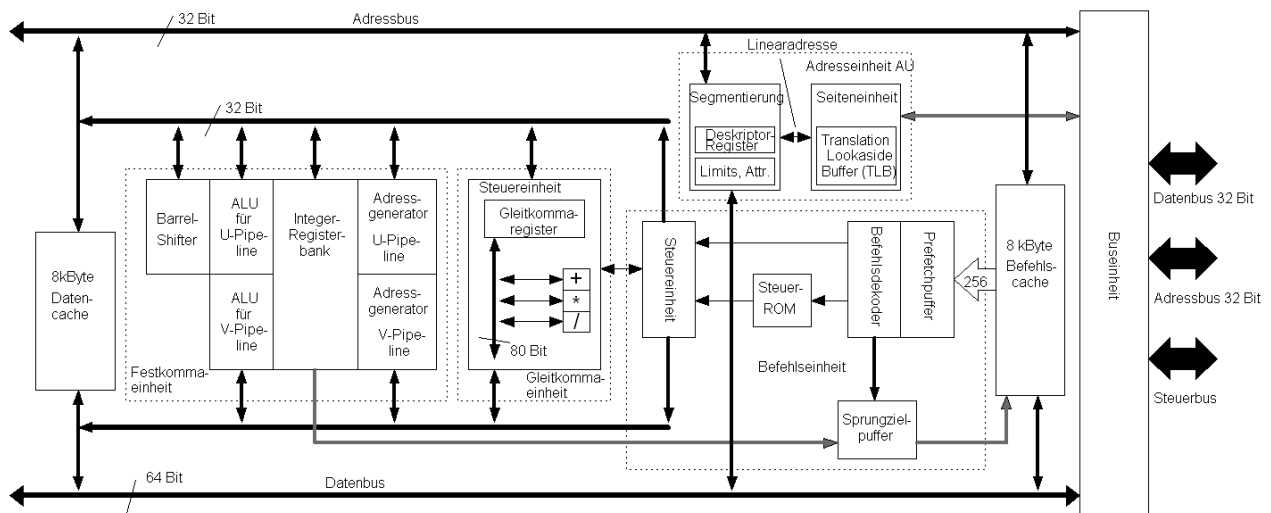 32 Bit
Adressbus
Linearadresse
Adresseinheit AU
32 Bit
Segmentierung
Deskriptor-
Register
Limits, Attr.
Seiteneinheit
Translation
Lookaside
Buffer (TLB)
Barrel-
Shifter
ALU
für
U-Pipe-
line
Integer-
Registerbank
Adress-
generator
U-Pipe-
line
ALU
für
V-Pipe-
line
Adress-
generator
V-Pipe-
line
Festkomma-
einheit
Steuereinheit
Gleitkomma-
register
+
*
/
80 Bit
Gleitkomma-
einheit
Steuereinheit
Steuer-
ROM
Befehlsdekoder
Prefetchpuffer
256
Befehlseinheit
Sprungziel-
puffer
8kByte
Daten-
cache
8 kByte
Befehls-
cache
Buseinheit
Datenbus 32 Bit
Adressbus 32 Bit
Steuerbus
64 Bit
Datenbus